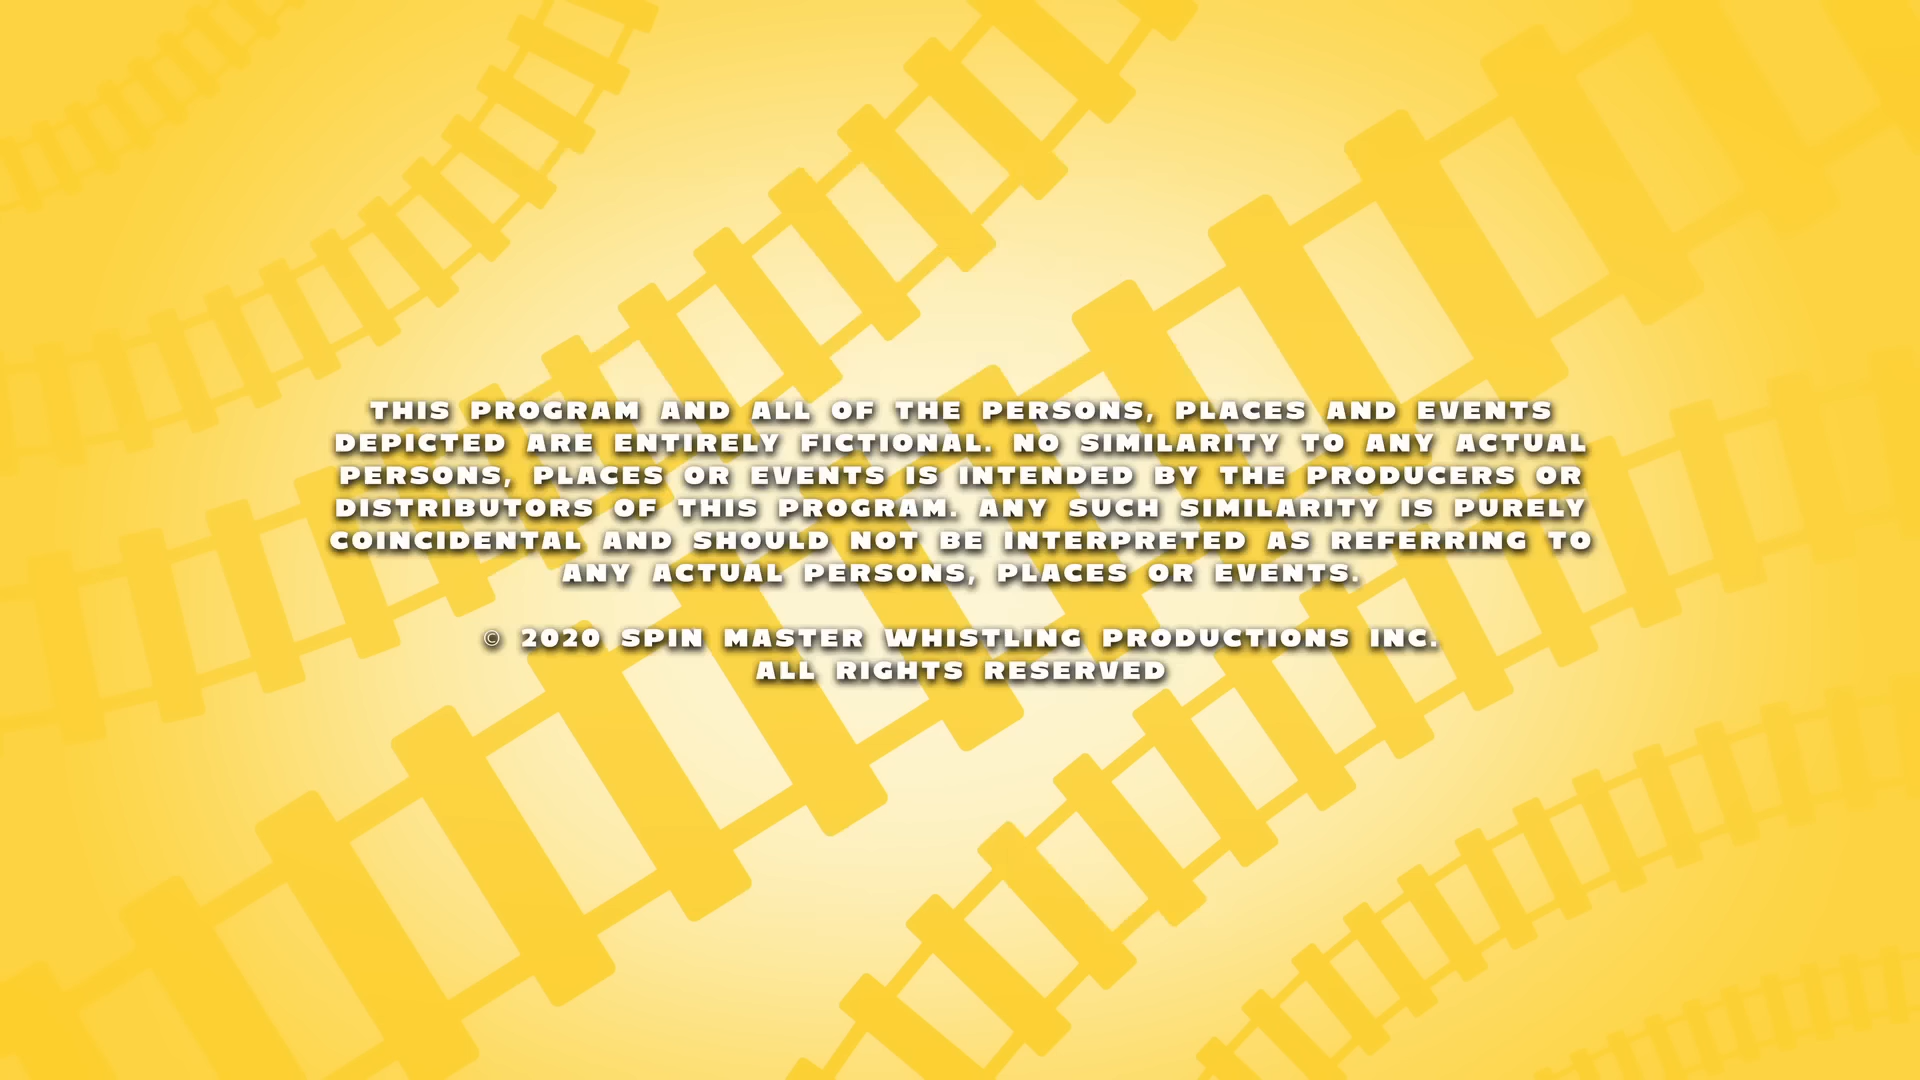 THIS PROGRAM AND ALL OF THE PERSONS, PLACES AND EVENTS
DEPICTED ARE ENTIRELY FICTIONAL. NO SIMILARITY TO ANY ACTUAL
PERSONS, PLACES OR EVENTS IS INTENDED BY THE PRODUCERS OR
DISTRIBUTORS OF THIS PROGRAM. ANY SUCH SIMILARITY IS PURELY
COINCIDENTAL AND SHOULD NOT BE INTERPRETED AS REFERRING TO
ANY ACTUAL PERSONS, PLACES OR EVENTS.
© 2020 SPIN MASTER WHISTLING PRODUCTIONS INC.
ALL RIGHTS RESERVED